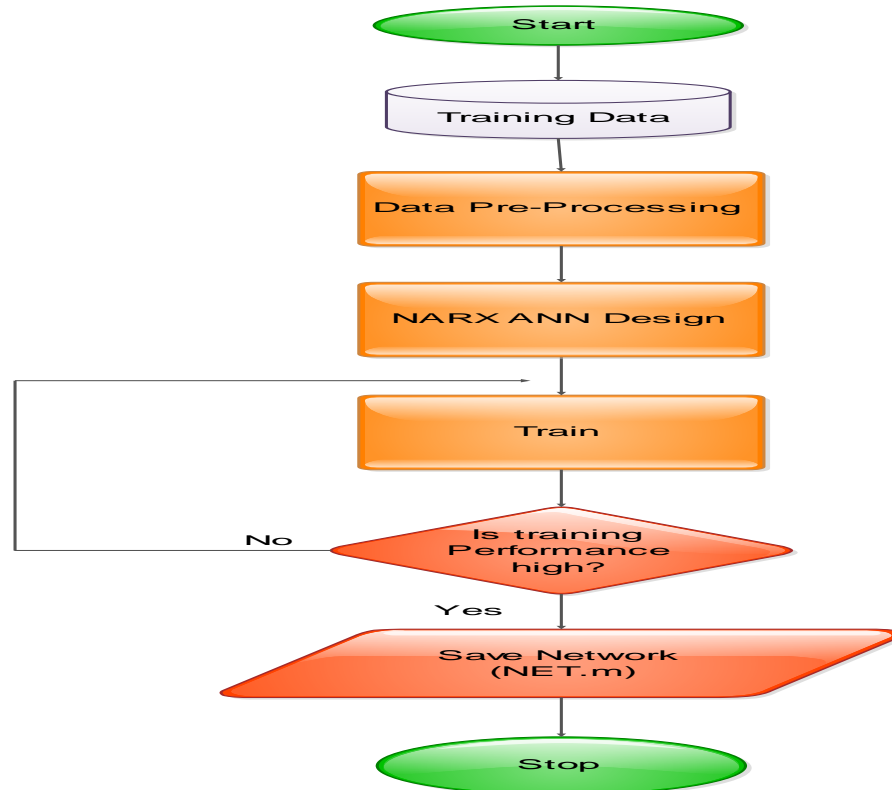 Start
Training Data
Data Pre-Processing
NARX ANN Design
Train
Is training
Performance
high?
No
Yes
Save Network
(NET.m)
Stop